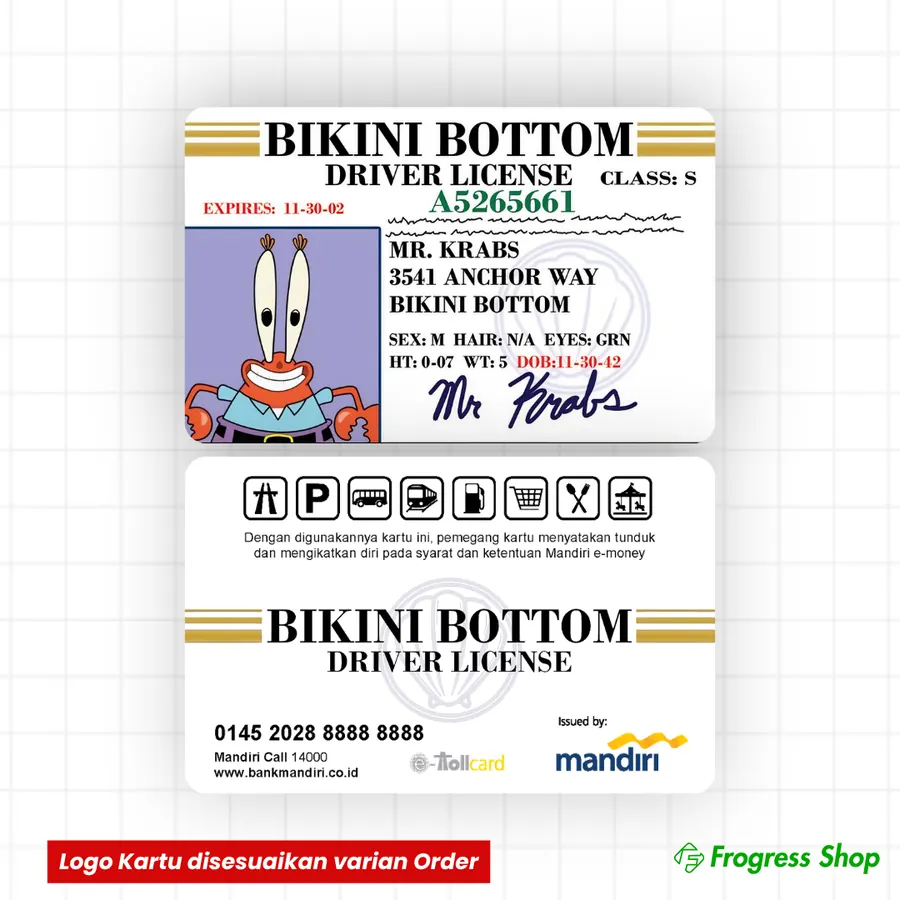 BIKINI BOTTOM
DRIVER LICENSE
CLASS: S
A5265661
EXPIRES: 11-30-02
MR. KRABS
3541 ANCHOR WAY
BIKINI BOTTOM
SEX: M HAIR: N/A EYES: GRN
HT: 0-07 WT: 5 DOB:11-30-42
Mr Krabs
P
Dengan digunakannya kartu ini, pemegang kartu menyatakan tunduk
dan mengikatkan diri pada syarat dan ketentuan Mandiri e-money
BIKINI BOTTOM
DRIVER LICENSE
0145 2028 8888 8888
Mandiri Call 14000
www.bankmandiri.co.id
e-Tollcard
Issued by:
mandırı
Logo Kartu disesuaikan varian Order
Frogress Shop